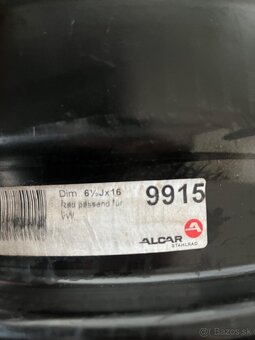 Dim. 6½Jx16
9915
Rad passend für
VW
ALCAR
STAHLRAD
bazos.sk